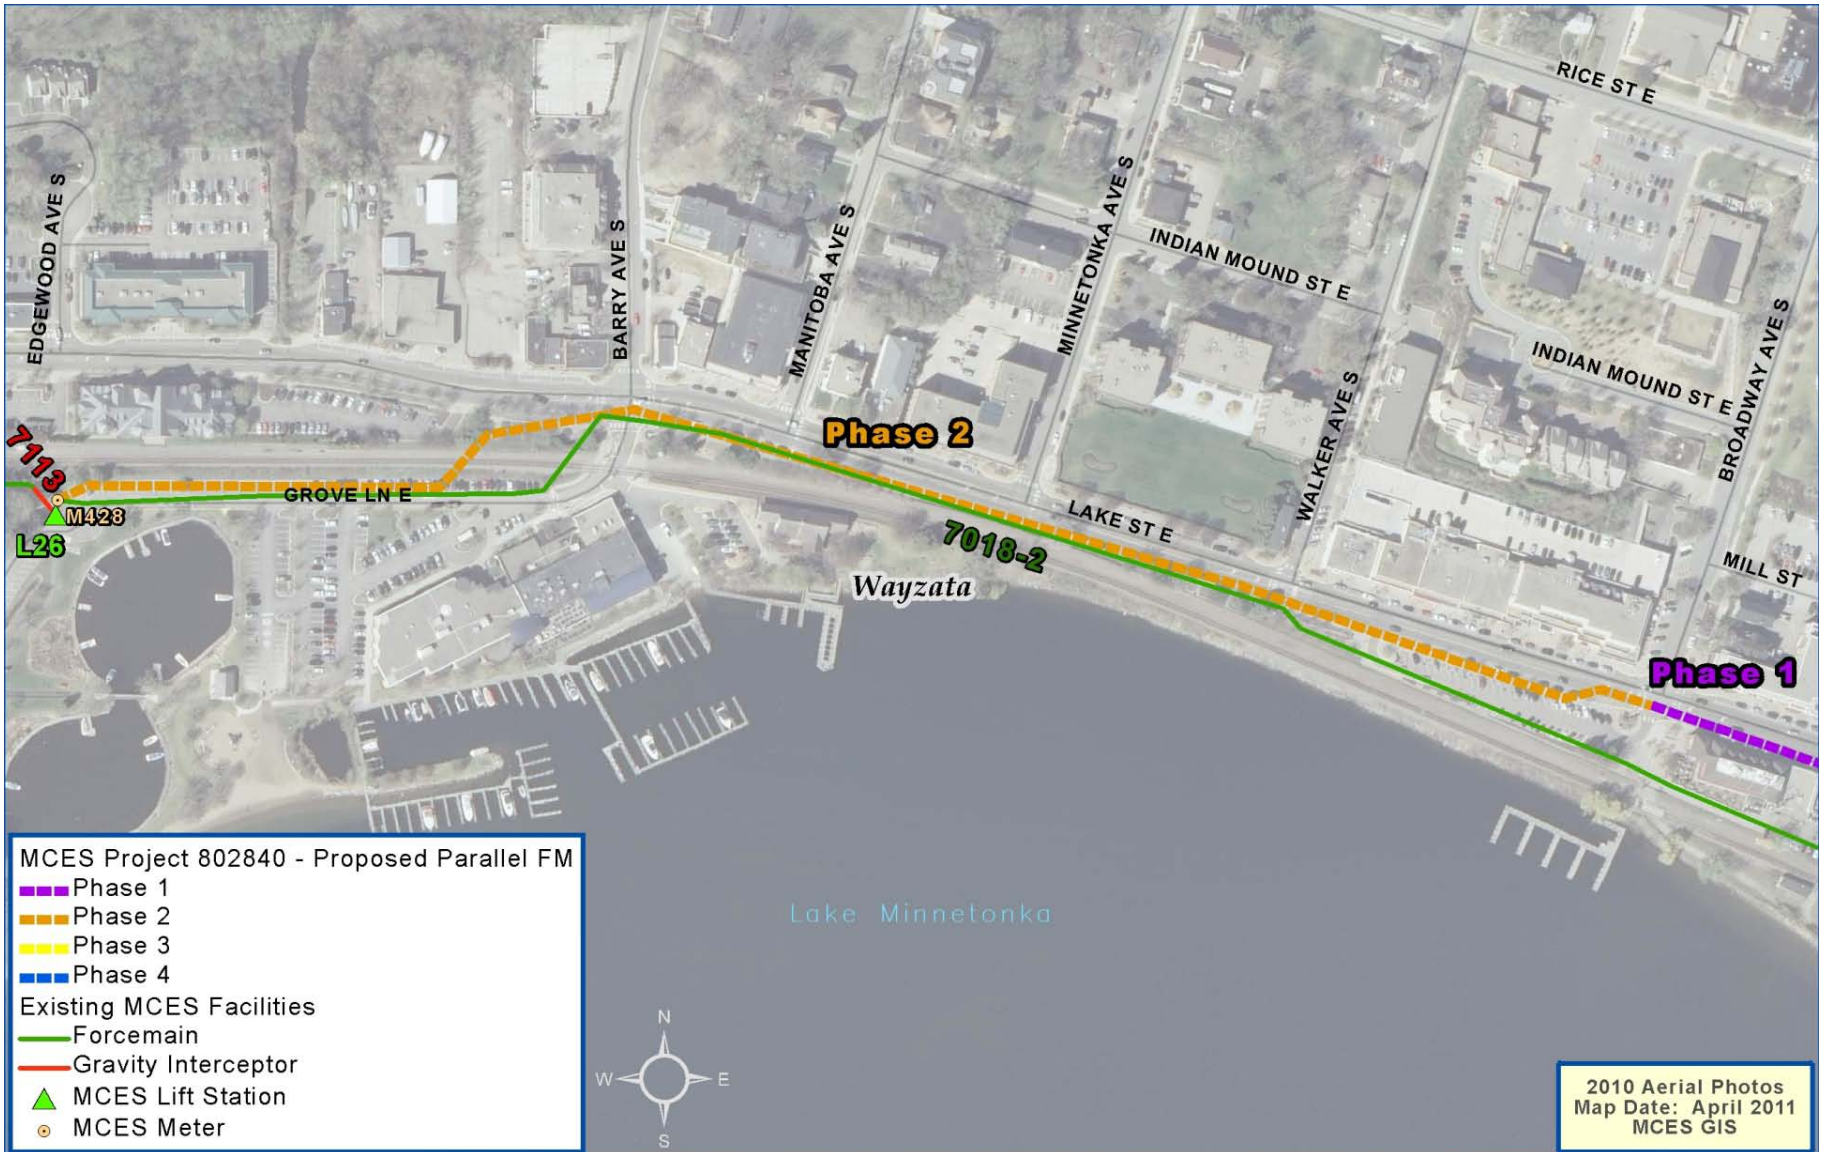 RICE ST E
EDGEWOOD AVE S
BARRY AVE S
MANITOBA AVE S
MINNETONKA AVE S
INDIAN MOUND ST E
WALKER AVE S
INDIAN MOUND ST E
BROADWAY AVE S
Phase 2
7113
GROVE LN E
M428
L26
LAKE ST E
7018-2
Wayzata
MILL ST
Phase 1
Lake Minnetonka
MCES Project 802840 - Proposed Parallel FM
Phase 1
Phase 2
Phase 3
Phase 4
Existing MCES Facilities
Forcemain
Gravity Interceptor
MCES Lift Station
MCES Meter
N
W
E
S
2010 Aerial Photos
Map Date: April 2011
MCES GIS